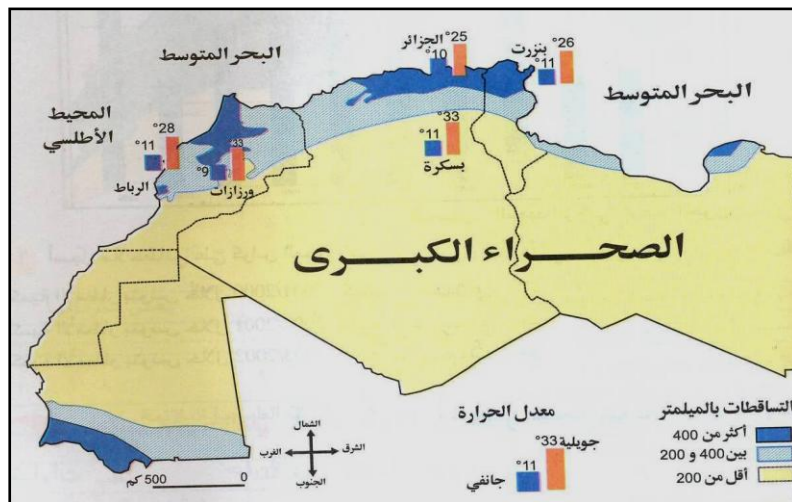 البحر المتوسط
الجزائر
°25
°10
بنزرت
°26
°11
البحر المتوسط
المحيط
الأطلسي
°28
°11
الرباط
°33
°9
ورزازات
°33
°11
بسكرة
الصحراء الكبرى
معدل الحرارة
جويلية °33
°11
جانفي
التساقطات بالميلمتر
أكثر من 400
بين 400 و 200
أقل من 200
الشمال
الشرق
الغرب
الجنوب
500 كم
0